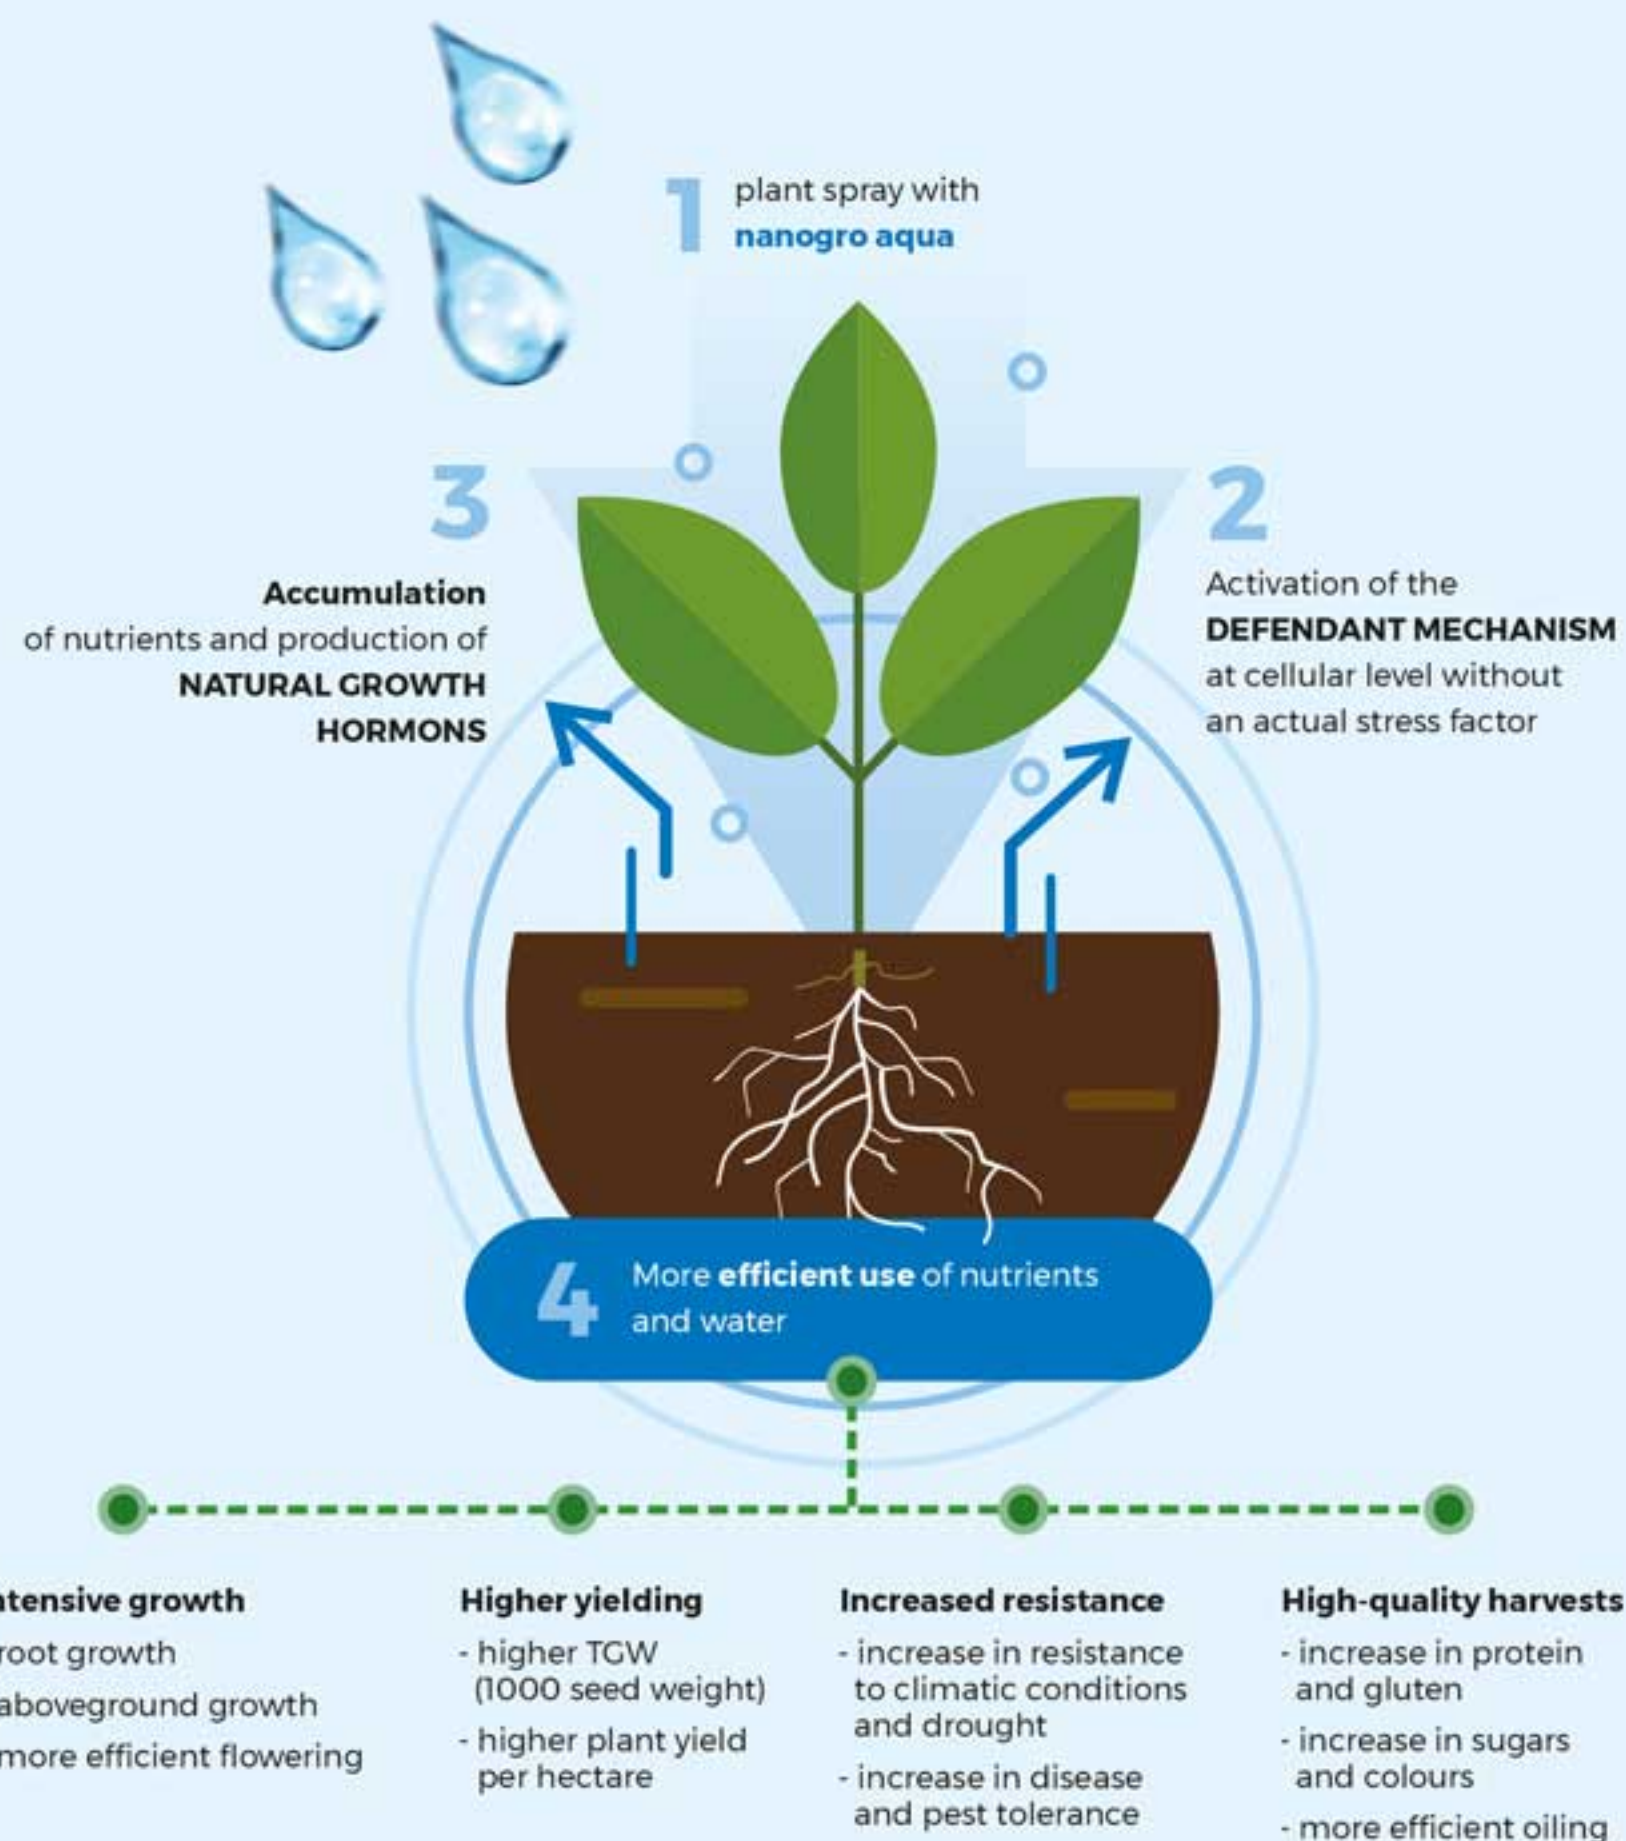 1
plant spray with
nanogro aqua
2
Activation of the
DEFENDANT MECHANISM
at cellular level without
an actual stress factor
3
Accumulation
of nutrients and production of
NATURAL GROWTH
HORMONS
4
More efficient use of nutrients
and water
ntensive growth
root growth
aboveground growth
more efficient flowering
Higher yielding
- higher TGW
(1000 seed weight)
- higher plant yield
per hectare
Increased resistance
- increase in resistance
to climatic conditions
and drought
- increase in disease
and pest tolerance
High-quality harvests
- increase in protein
and gluten
- increase in sugars
and colours
- more efficient oiling